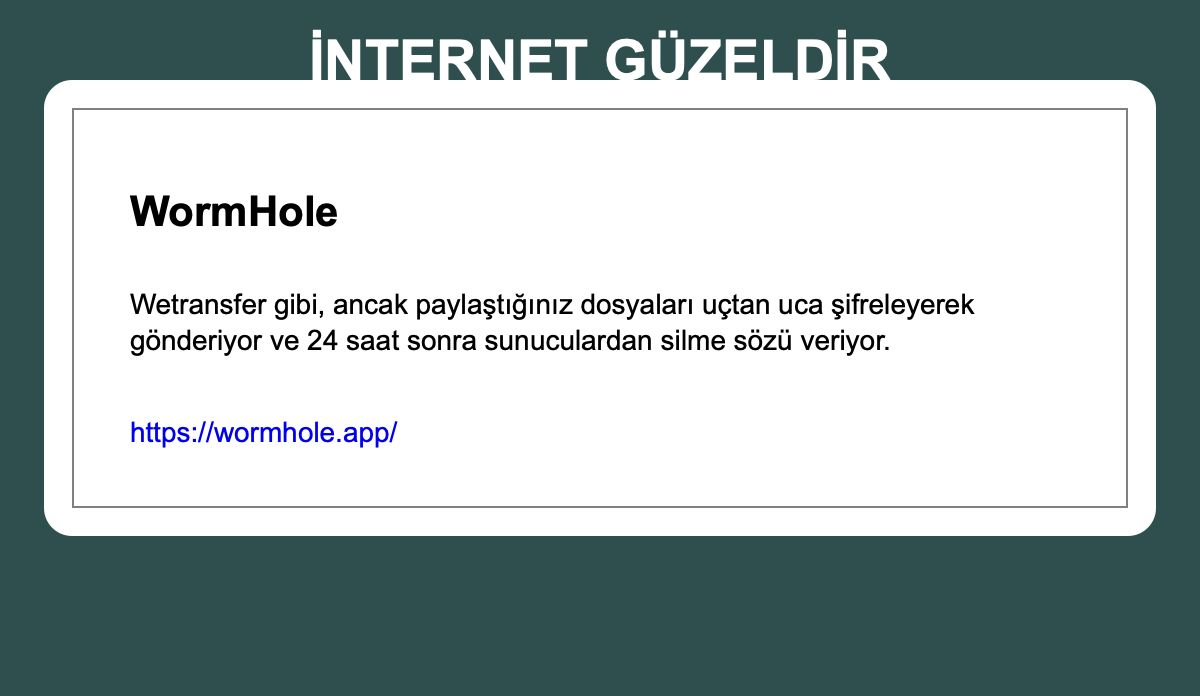 İNTERNET GÜZELDİR
WormHole
Wetransfer gibi, ancak paylaştığınız dosyaları uçtan uca şifreleyerek
gönderiyor ve 24 saat sonra sunuculardan silme sözü veriyor.
https://wormhole.app/